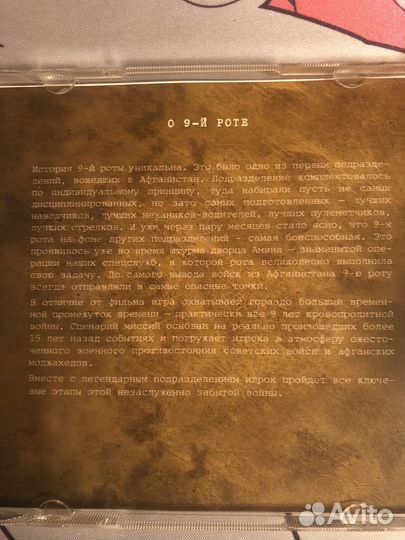 О 9-Й РОТЕ
История 9-й роты уникальна. Это было одно из первых подразде-
лений, вошедших в Афганистан. Подразделение комплектовалось
по индивидуальному принципу, туда набирали пусть не самых
дисциплинированных, но зато самых подготовленных – лучших
наводчиков, лучших механиков-водителей, лучших пулеметчиков,
лучших стрелков. И уже через пару месяцев стало ясно, что 9-я
рота на фоне других подразделений – самая боеспособная. Это
проявилось уже во время штурма дворца Амина – знаменитой опе-
рации наших спецслужб, в которой рота великолепно выполнила
свою задачу. До самого вывода войск из Афганистана 9-ю роту
всегда отправляли в самые опасные точки.
В отличие от фильма игра охватывает гораздо больший времен-
ной промежуток времени – практически все 9 лет кровопролитной
войны. Сценарий миссий основан на реально произошедших более
15 лет назад событиях и погружает игрока в атмосферу ожесто-
ченного военного противостояния советских войск и афганских
моджахедов.
Вместе с легендарным подразделением игрок пройдет все ключе-
вые этапы этой незаслуженно забытой войны.
Avito